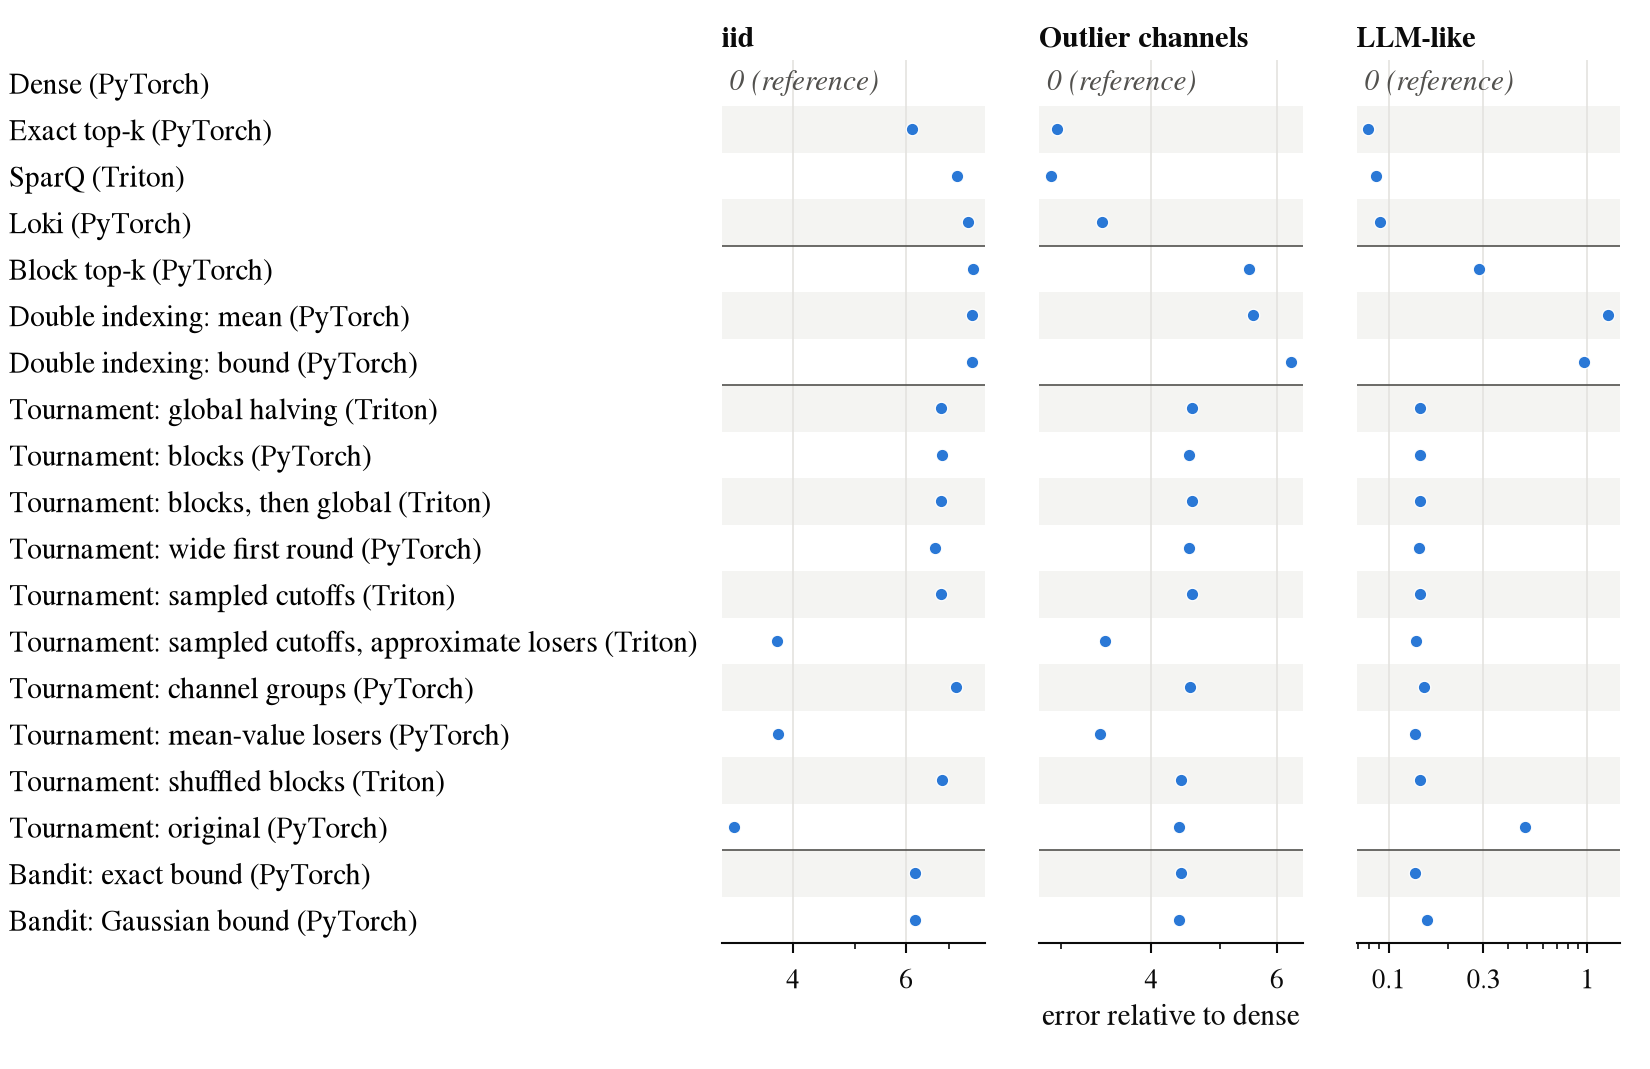 iid Outlier channels LLM-like
Dense (PyTorch) 0 (reference) 0 (reference) 0 (reference)
Exact top-k (PyTorch)
SparQ (Triton)
Loki (PyTorch)
Block top-k (PyTorch)
Double indexing: mean (PyTorch)
Double indexing: bound (PyTorch)
Tournament: global halving (Triton)
Tournament: blocks (PyTorch)
Tournament: blocks, then global (Triton)
Tournament: wide first round (PyTorch)
Tournament: sampled cutoffs (Triton)
Tournament: sampled cutoffs, approximate losers (Triton)
Tournament: channel groups (PyTorch)
Tournament: mean-value losers (PyTorch)
Tournament: shuffled blocks (Triton)
Tournament: original (PyTorch)
Bandit: exact bound (PyTorch)
Bandit: Gaussian bound (PyTorch)
4 6 4 6 0.1 0.3 1
error relative to dense